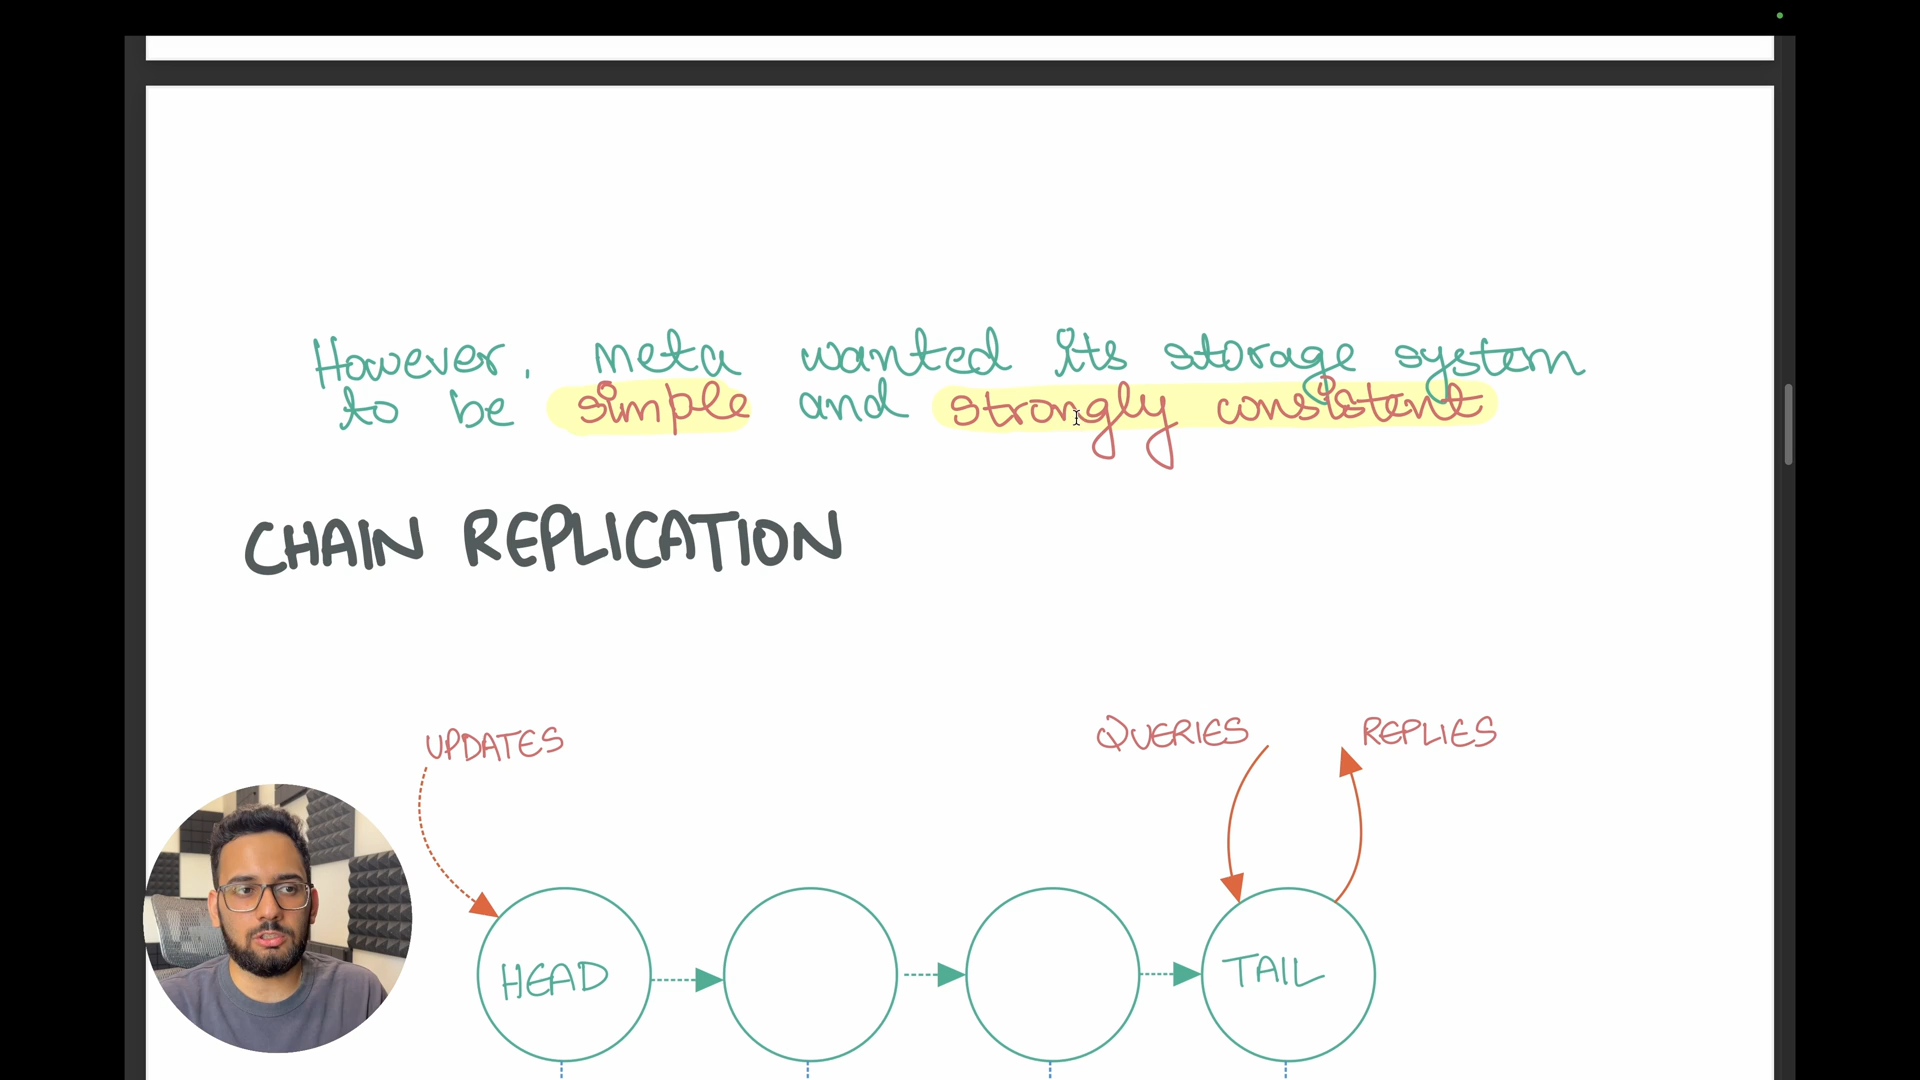 However, meta wanted its storage system
to be simple and strongly consistent
CHAIN REPLICATION
UPDATES
QUERIES
REPLIES
HEAD
TAIL